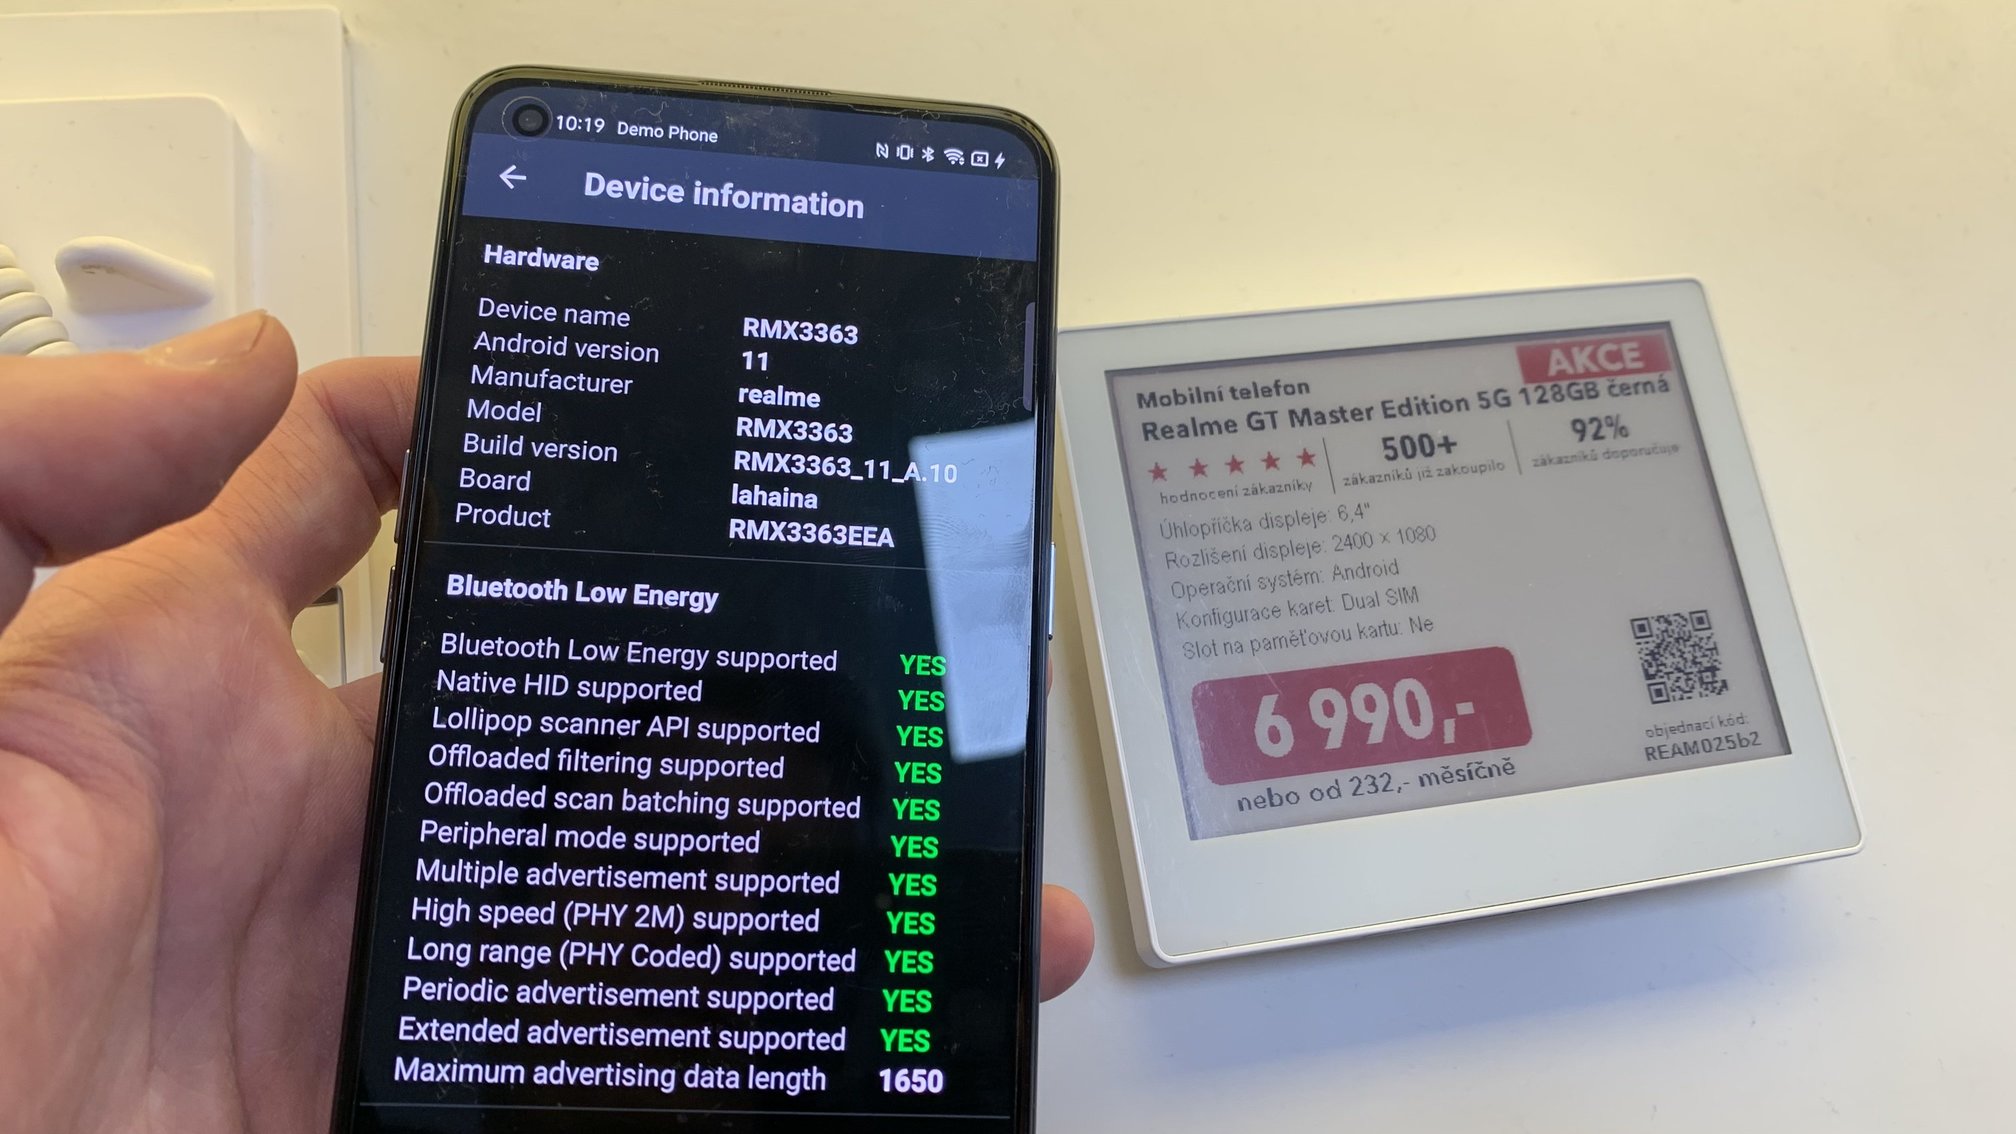 10:19 Demo Phone
Device information
Hardware
Device name RMX3363
Android version 11
Manufacturer realme
Model RMX3363
Build version RMX3363_11_A.10
Board lahaina
Product RMX3363EEA
Bluetooth Low Energy
Bluetooth Low Energy supported YES
Native HID supported YES
Lollipop scanner API supported YES
Offloaded filtering supported YES
Offloaded scan batching supported YES
Peripheral mode supported YES
Multiple advertisement supported YES
High speed (PHY 2M) supported YES
Long range (PHY Coded) supported YES
Periodic advertisement supported YES
Extended advertisement supported YES
Maximum advertising data length 1650
AKCE
Mobilní telefon
Realme GT Master Edition 5G 128GB černá
500+ 92%
hodnocení zákazníky zákazníků již zakoupilo zákazníků doporučuje
Úhlopříčka displeje: 6,4"
Rozlišení displeje: 2400 × 1080
Operační systém: Android
Konfigurace karet: Dual SIM
Slot na paměťovou kartu: Ne
6 990,-
nebo od 232,- měsíčně
objednací kód:
REAM025b2